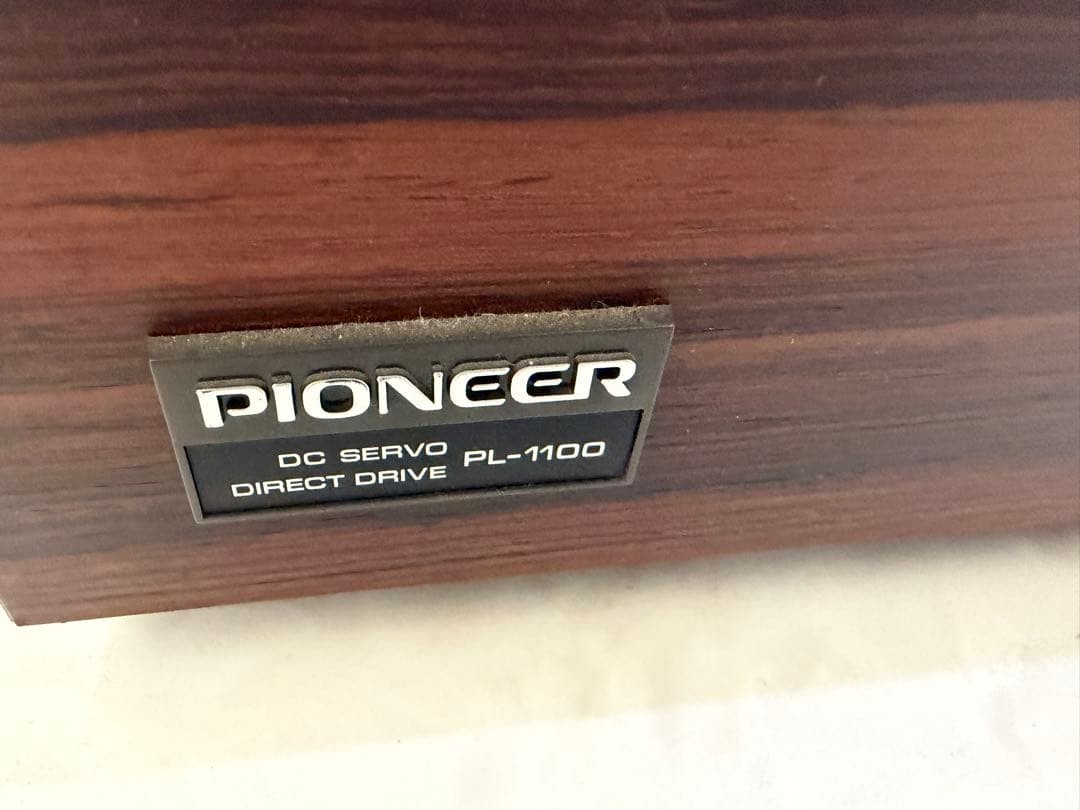 PIONEER
DC SERVO
DIRECT DRIVE PL-1100